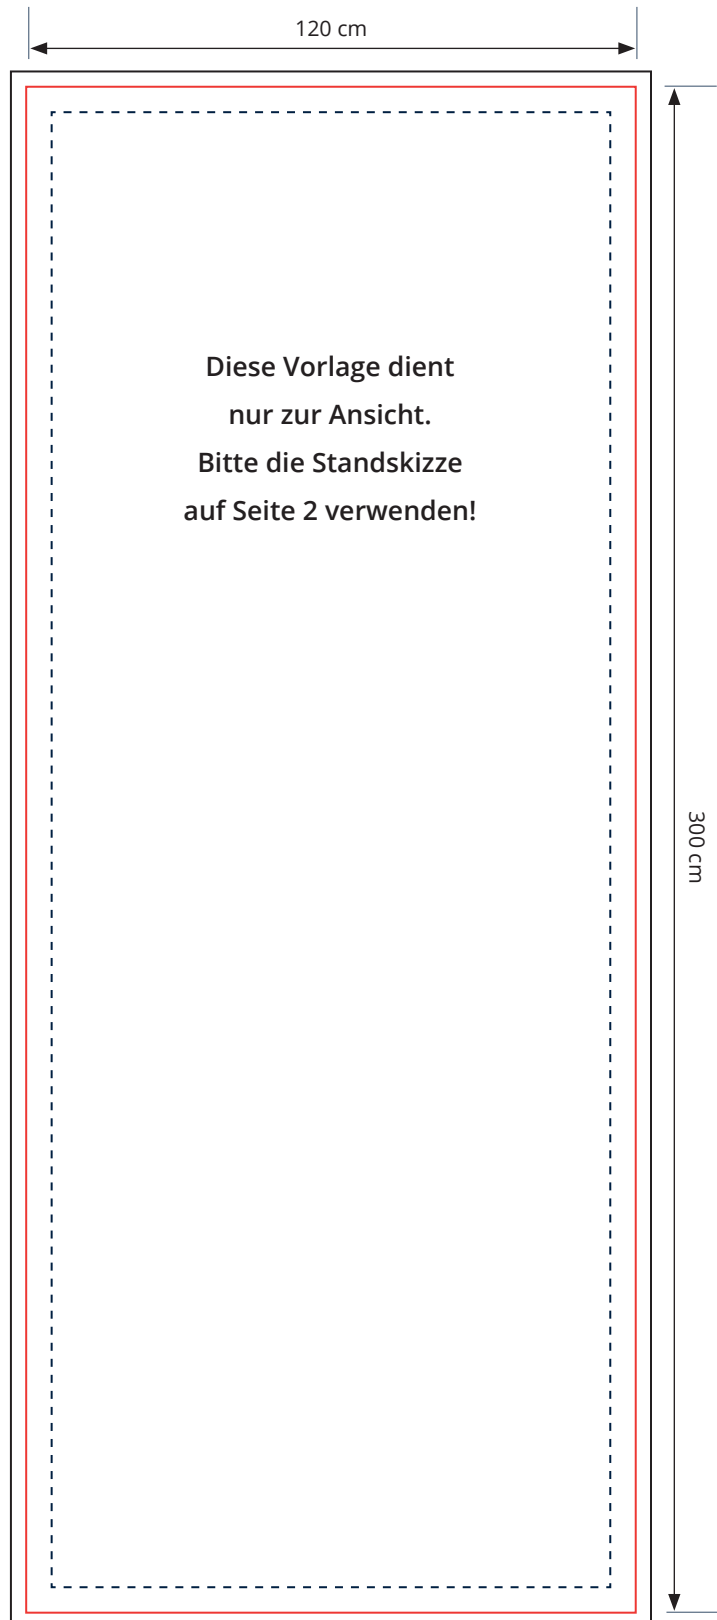 120 cm
Diese Vorlage dient
nur zur Ansicht.
Bitte die Standskizze
auf Seite 2 verwenden!
300 cm